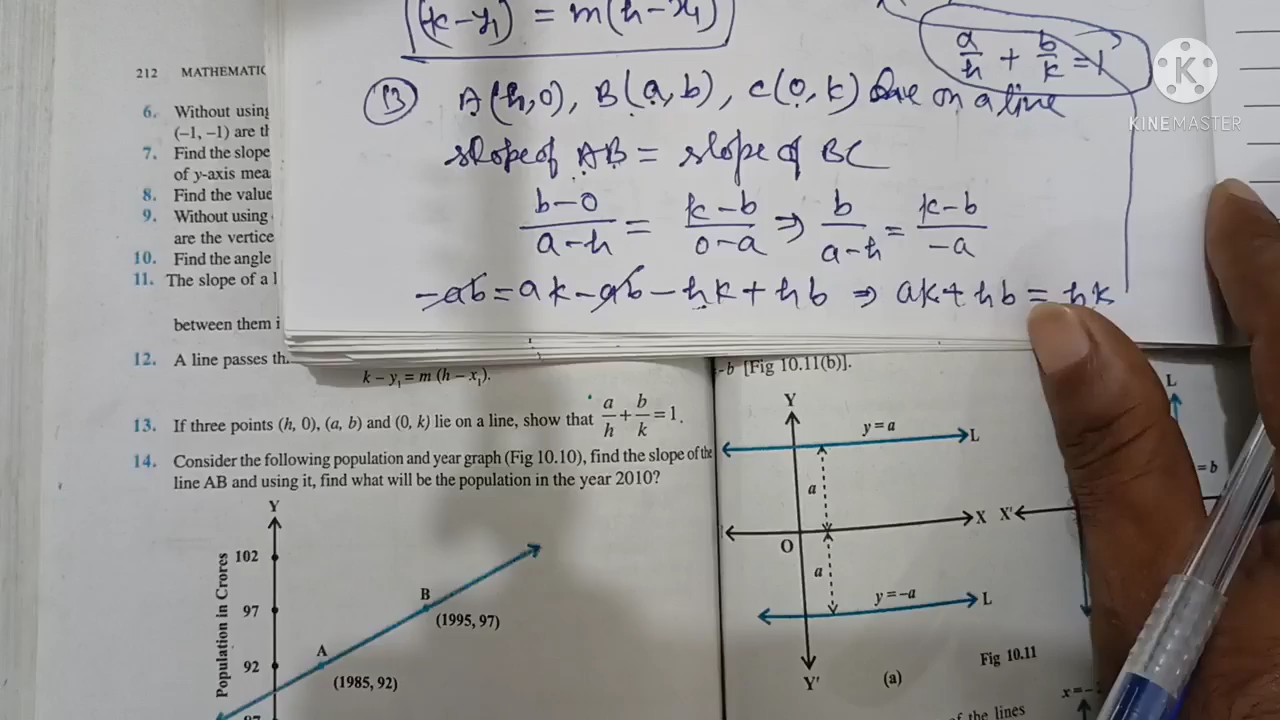 (k-y₁) = m(h-x₁)
a/h + b/k = 1
KINEMASTER
13 A(h,0), B(a,b), C(0,k) are on a line
slope of AB = slope of BC
b-0/a-h = k-b/0-a ⇒ b/a-h = k-b/-a
-ab = ak-ab-hk+hb ⇒ ak+hb = hk
212 MATHEMATIC
6. Without using
(-1, -1) are th
7. Find the slope
of y-axis mea
8. Find the value
9. Without using
are the vertice
10. Find the angle
11. The slope of a l
between them i
12. A line passes th
k – y₁ = m (h – x₁).
13. If three points (h, 0), (a, b) and (0, k) lie on a line, show that a/h + b/k = 1.
14. Consider the following population and year graph (Fig 10.10), find the slope of the
line AB and using it, find what will be the population in the year 2010?
Y
Population in Crores
102
97
92
A
(1985, 92)
B
(1995, 97)
-b [Fig 10.11(b)].
Y
y = a
L
a
X
O
a
y = –a
L
Y'
(a)
Fig 10.11
L
= b
X'
x = –
of the lines